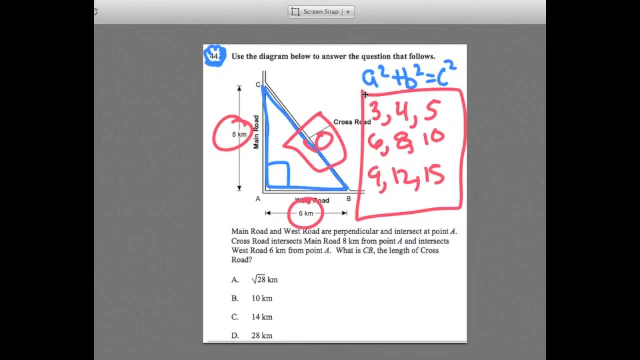 Screen Snap
44. Use the diagram below to answer the question that follows.
a² + b² = c²
C
3, 4, 5
Cross Road
8 km
Main Road
6, 8, 10
9, 12, 15
West Road
A B
6 km
Main Road and West Road are perpendicular and intersect at point A.
Cross Road intersects Main Road 8 km from point A and intersects
West Road 6 km from point A. What is CB, the length of Cross
Road?
A. √28 km
B. 10 km
C. 14 km
D. 28 km